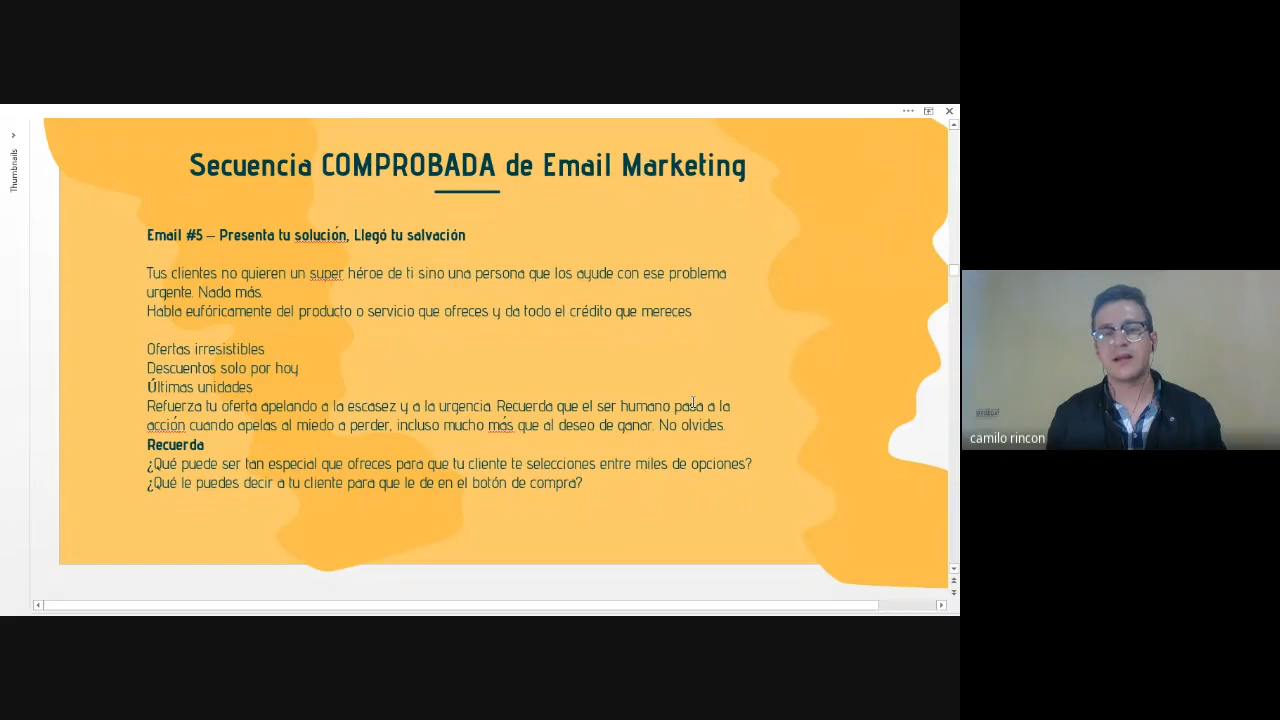 Thumbnails
Secuencia COMPROBADA de Email Marketing
Email #5 – Presenta tu solución, Llegó tu salvación
Tus clientes no quieren un super héroe de ti sino una persona que los ayude con ese problema
urgente. Nada más.
Habla eufóricamente del producto o servicio que ofreces y da todo el crédito que mereces
Ofertas irresistibles
Descuentos solo por hoy
Últimas unidades
Refuerza tu oferta apelando a la escasez y a la urgencia. Recuerda que el ser humano pasa a la
acción cuando apelas al miedo a perder, incluso mucho más que al deseo de ganar. No olvides.
Recuerda
¿Qué puede ser tan especial que ofreces para que tu cliente te selecciones entre miles de opciones?
¿Qué le puedes decir a tu cliente para que le de en el botón de compra?
camilo rincon